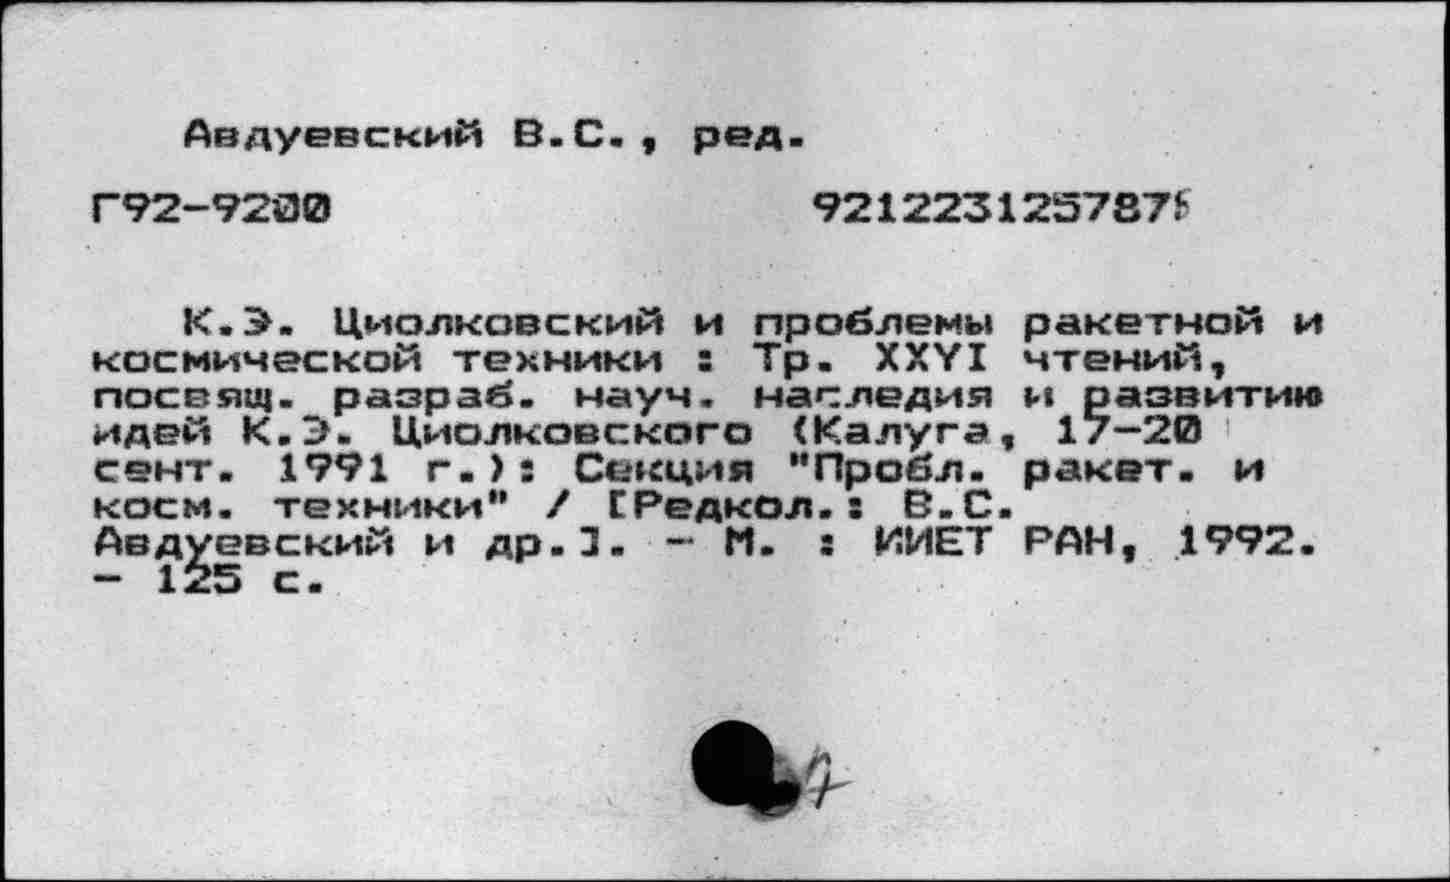 Авдуевский В.С., ред.
Г92-9200
К.Э. Циолковский и проблемы ракетной и
космической техники : Тр. XXYI чтений,
посвящ. разраб. науч. наследия и развитию
идей К.Э. Циолковского (Калуга, 17-20
сент. 1991 г.): Секция "Пробл. ракет. и
косм. техники" / [Редкол.: В.С.
Авдуевский и др.]. - М. : ИИЕТ РАН, 1992.
- 125 с.